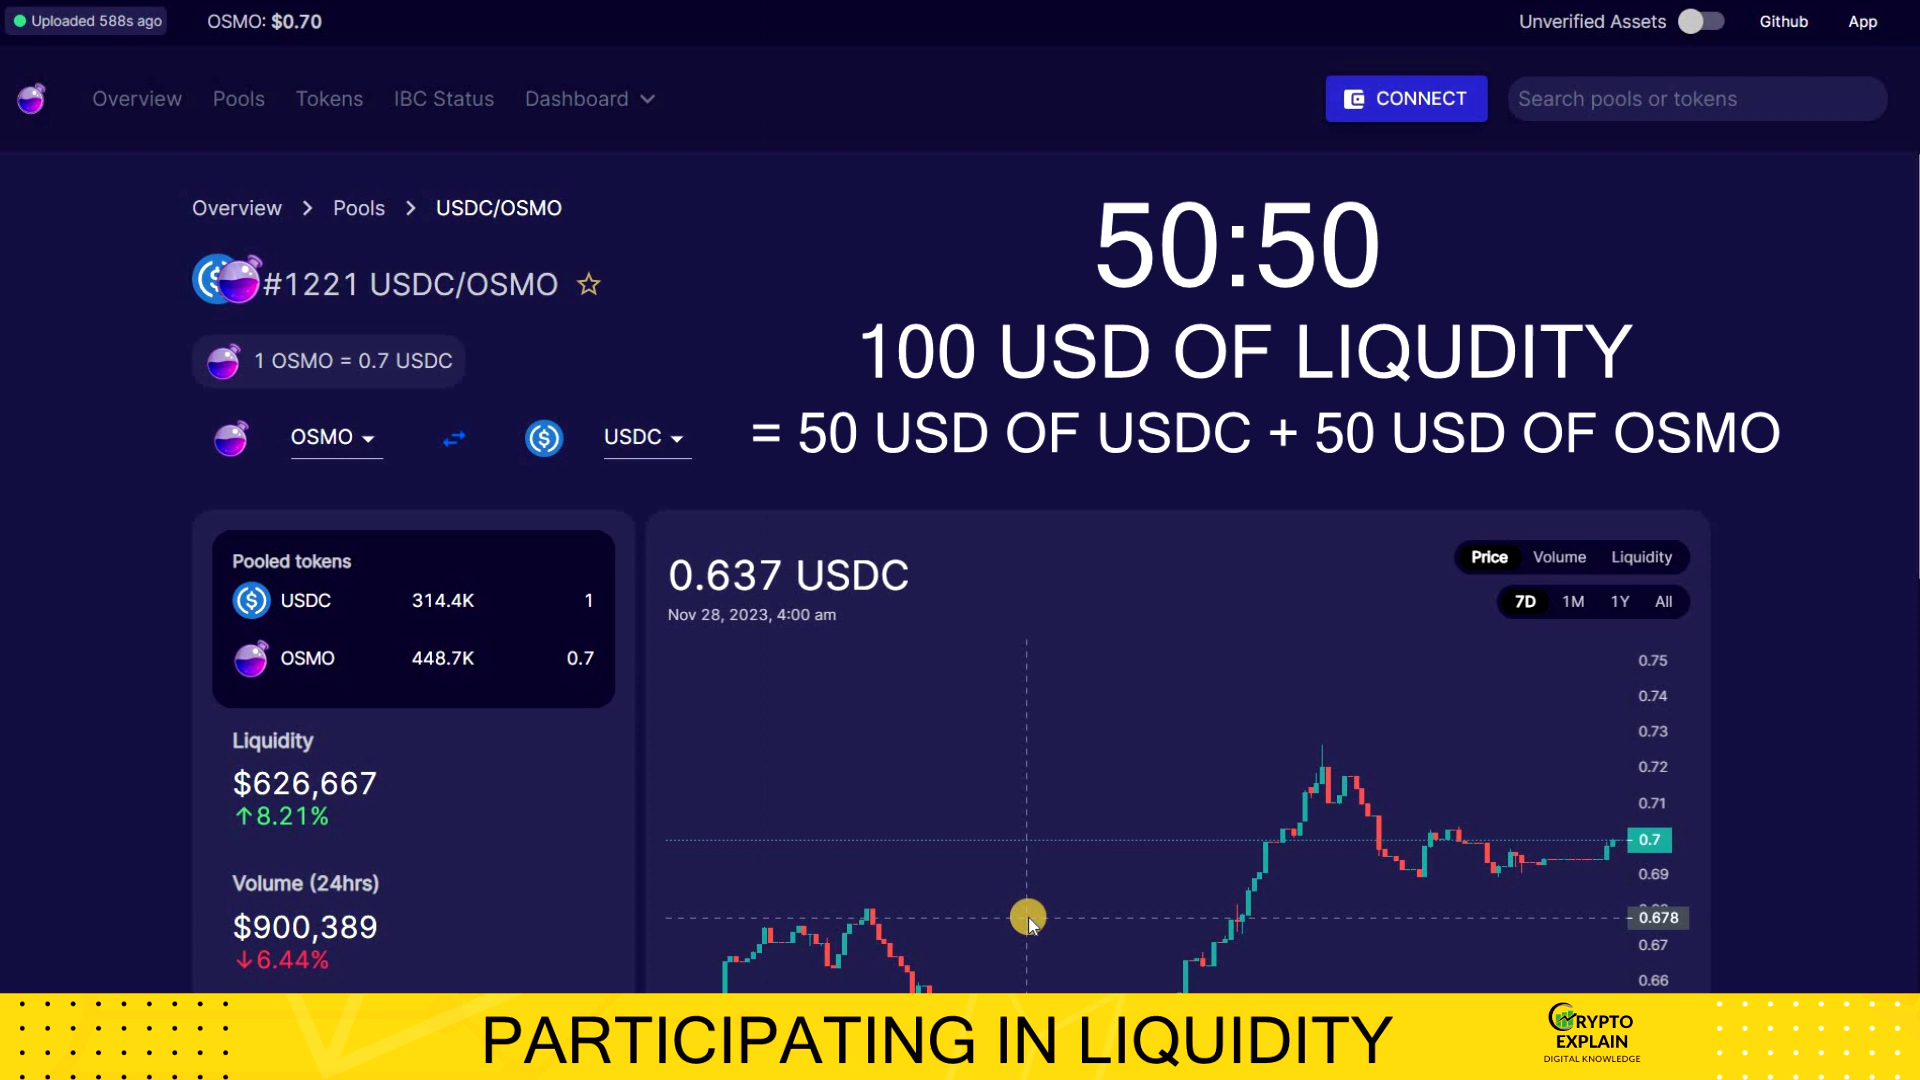 Uploaded 588s ago
OSMO: $0.70
Unverified Assets
Github
App
Overview
Pools
Tokens
IBC Status
Dashboard
CONNECT
Search pools or tokens
Overview > Pools > USDC/OSMO
#1221 USDC/OSMO
1 OSMO = 0.7 USDC
OSMO
USDC
50:50
100 USD OF LIQUDITY
= 50 USD OF USDC + 50 USD OF OSMO
Pooled tokens
USDC 314.4K 1
OSMO 448.7K 0.7
Liquidity
$626,667
↑8.21%
Volume (24hrs)
$900,389
↓6.44%
0.637 USDC
Nov 28, 2023, 4:00 am
Price Volume Liquidity
7D 1M 1Y All
0.75
0.74
0.73
0.72
0.71
0.7
0.69
0.678
0.67
0.66
PARTICIPATING IN LIQUIDITY
CRYPTO
EXPLAIN
DIGITAL KNOWLEDGE